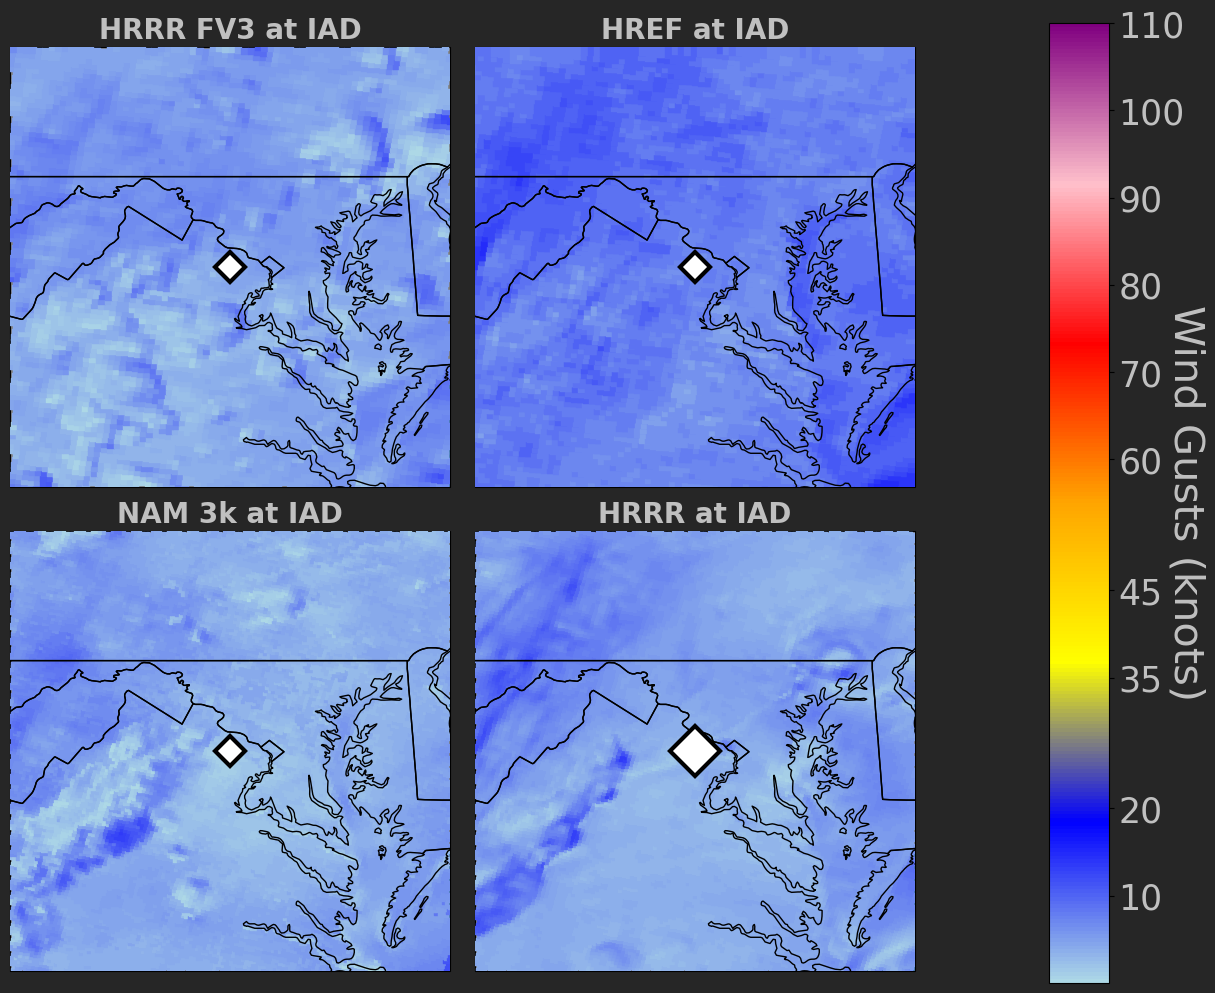 HRRR FV3 at IAD
HREF at IAD
NAM 3k at IAD
HRRR at IAD
110
100
90
80
70
60
45
35
20
10
Wind Gusts (knots)